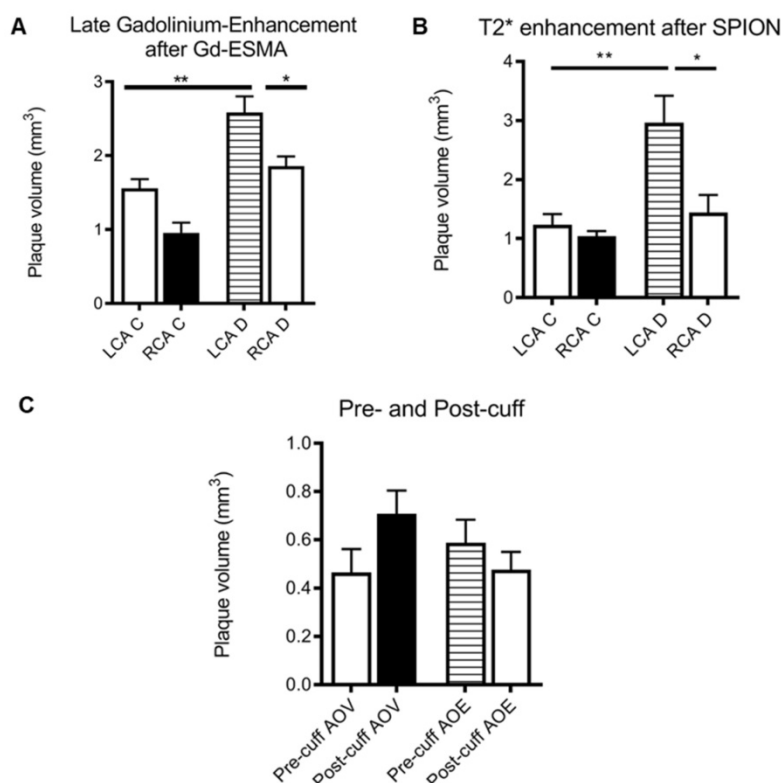 A
Late Gadolinium-Enhancement
after Gd-ESMA
Plaque volume (mm³)
3
2
1
0
**
*
LCA C
RCA C
LCA D
RCA D
B
T2* enhancement after SPION
Plaque volume (mm³)
4
3
2
1
0
**
*
LCA C
RCA C
LCA D
RCA D
C
Pre- and Post-cuff
Plaque volume (mm³)
1.0
0.8
0.6
0.4
0.2
0.0
Pre-cuff AOV
Post-cuff AOV
Pre-cuff AOE
Post-cuff AOE